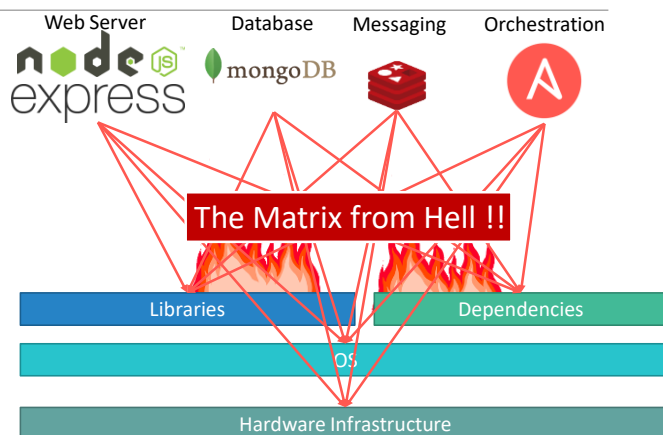 Web Server
Database
Messaging
Orchestration
node
JS
express
mongoDB
A
The Matrix from Hell !!
Libraries
Dependencies
OS
Hardware Infrastructure